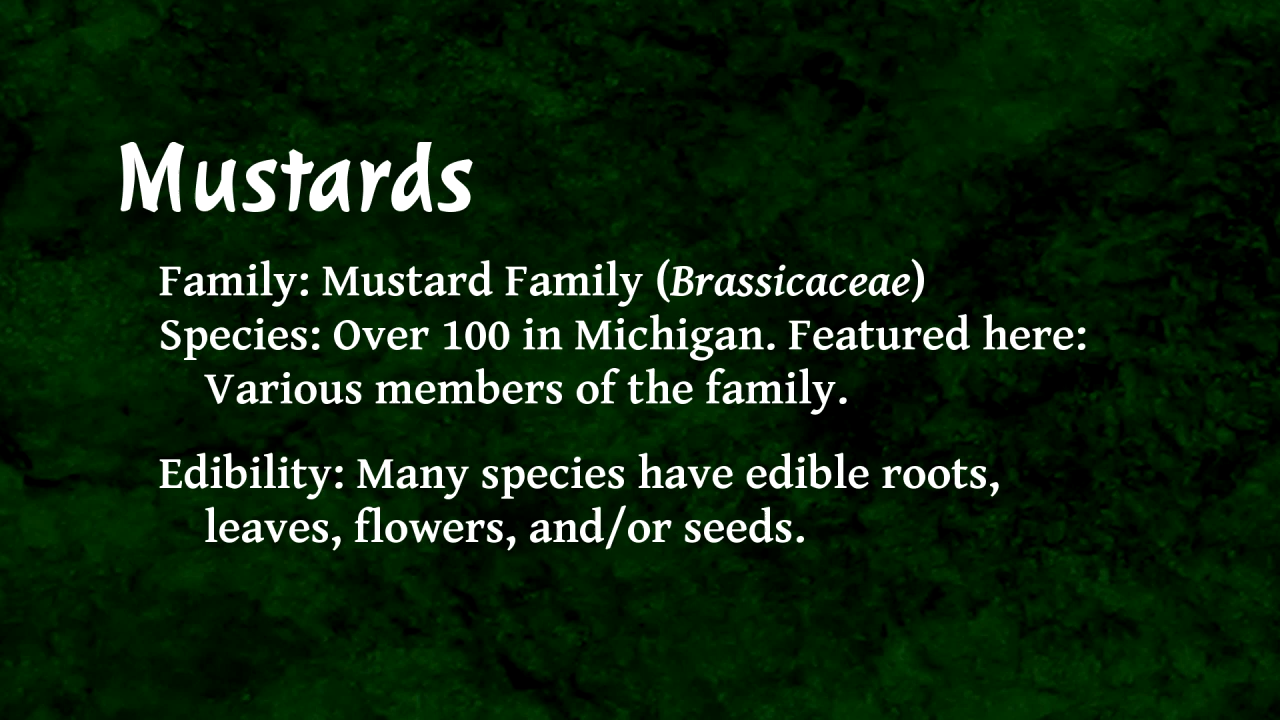 Mustards
Family: Mustard Family (Brassicaceae)
Species: Over 100 in Michigan. Featured here:
Various members of the family.
Edibility: Many species have edible roots,
leaves, flowers, and/or seeds.